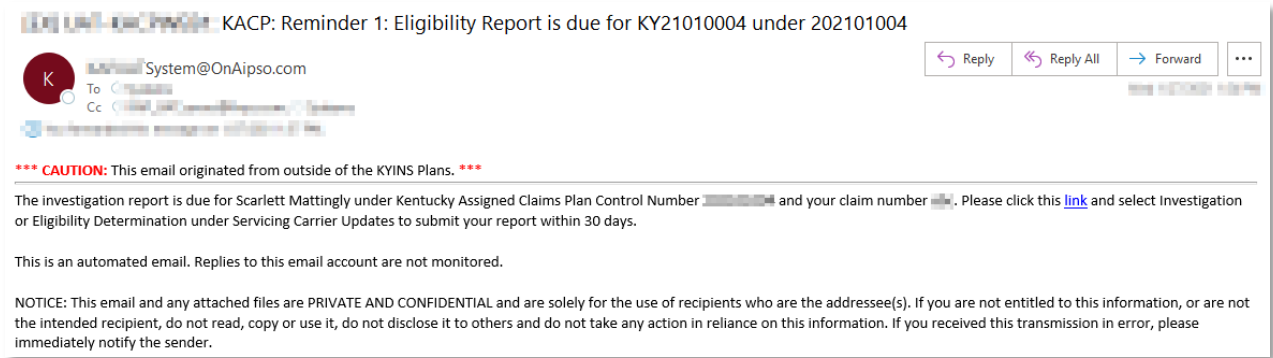 KACP: Reminder 1: Eligibility Report is due for KY21010004 under 202101004
K
System@OnAipso.com
To
Cc
Reply
Reply All
Forward
...
*** CAUTION: This email originated from outside of the KYINS Plans. ***
The investigation report is due for Scarlett Mattingly under Kentucky Assigned Claims Plan Control Number and your claim number . Please click this link and select Investigation
or Eligibility Determination under Servicing Carrier Updates to submit your report within 30 days.
This is an automated email. Replies to this email account are not monitored.
NOTICE: This email and any attached files are PRIVATE AND CONFIDENTIAL and are solely for the use of recipients who are the addressee(s). If you are not entitled to this information, or are not
the intended recipient, do not read, copy or use it, do not disclose it to others and do not take any action in reliance on this information. If you received this transmission in error, please
immediately notify the sender.